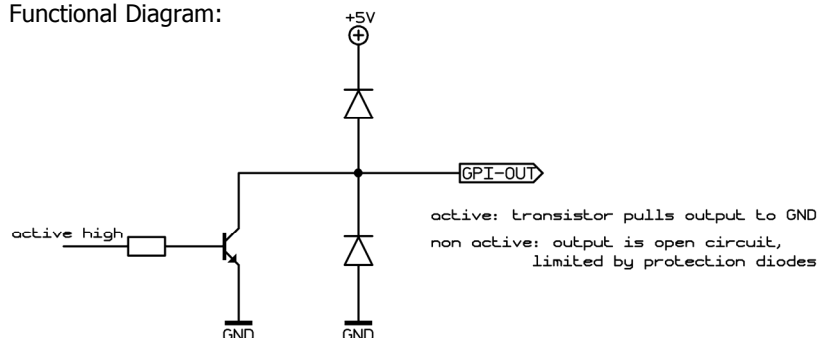 Functional Diagram:
+5V
GPI-OUT
active: transistor pulls output to GND
active high
non active: output is open circuit,
limited by protection diodes
GND
GND